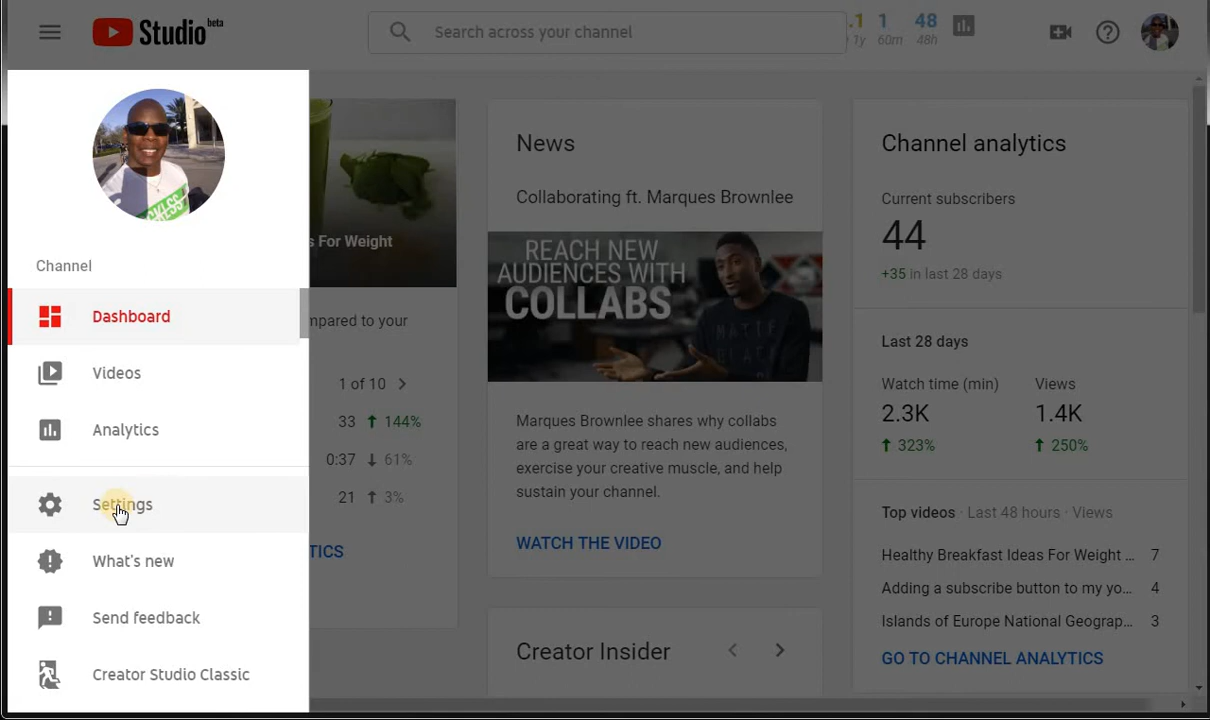 Studio beta
Search across your channel
.1 1 48
1y 60m 48h
Channel
Dashboard
Videos
Analytics
Settings
What's new
Send feedback
Creator Studio Classic
s For Weight
mpared to your
1 of 10
33 144%
0:37 61%
21 3%
TICS
News
Collaborating ft. Marques Brownlee
REACH NEW
AUDIENCES WITH
COLLABS
Marques Brownlee shares why collabs
are a great way to reach new audiences,
exercise your creative muscle, and help
sustain your channel.
WATCH THE VIDEO
Creator Insider
Channel analytics
Current subscribers
44
+35 in last 28 days
Last 28 days
Watch time (min) Views
2.3K 1.4K
323% 250%
Top videos · Last 48 hours · Views
Healthy Breakfast Ideas For Weight ... 7
Adding a subscribe button to my yo... 4
Islands of Europe National Geograp... 3
GO TO CHANNEL ANALYTICS